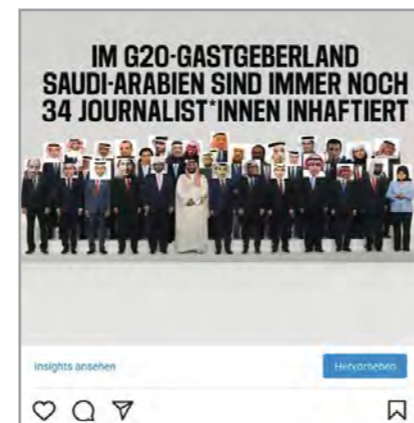 IM G20-GASTGEBERLAND
SAUDI-ARABIEN SIND IMMER NOCH
34 JOURNALIST*INNEN INHAFTIERT
Insights ansehen
Hervorheben